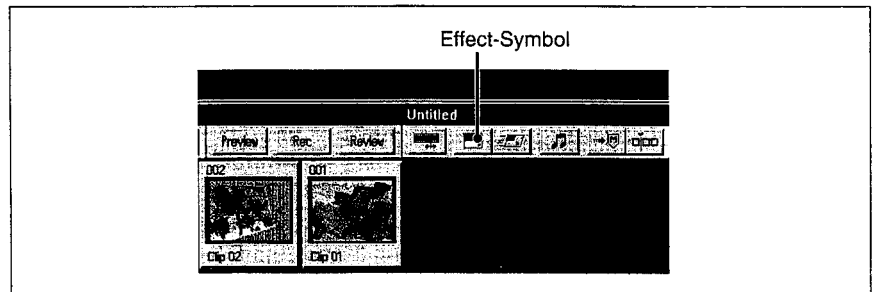 Effect-Symbol
Untitled
Preview Rec Review
002 001
Clip 02 Clip 01